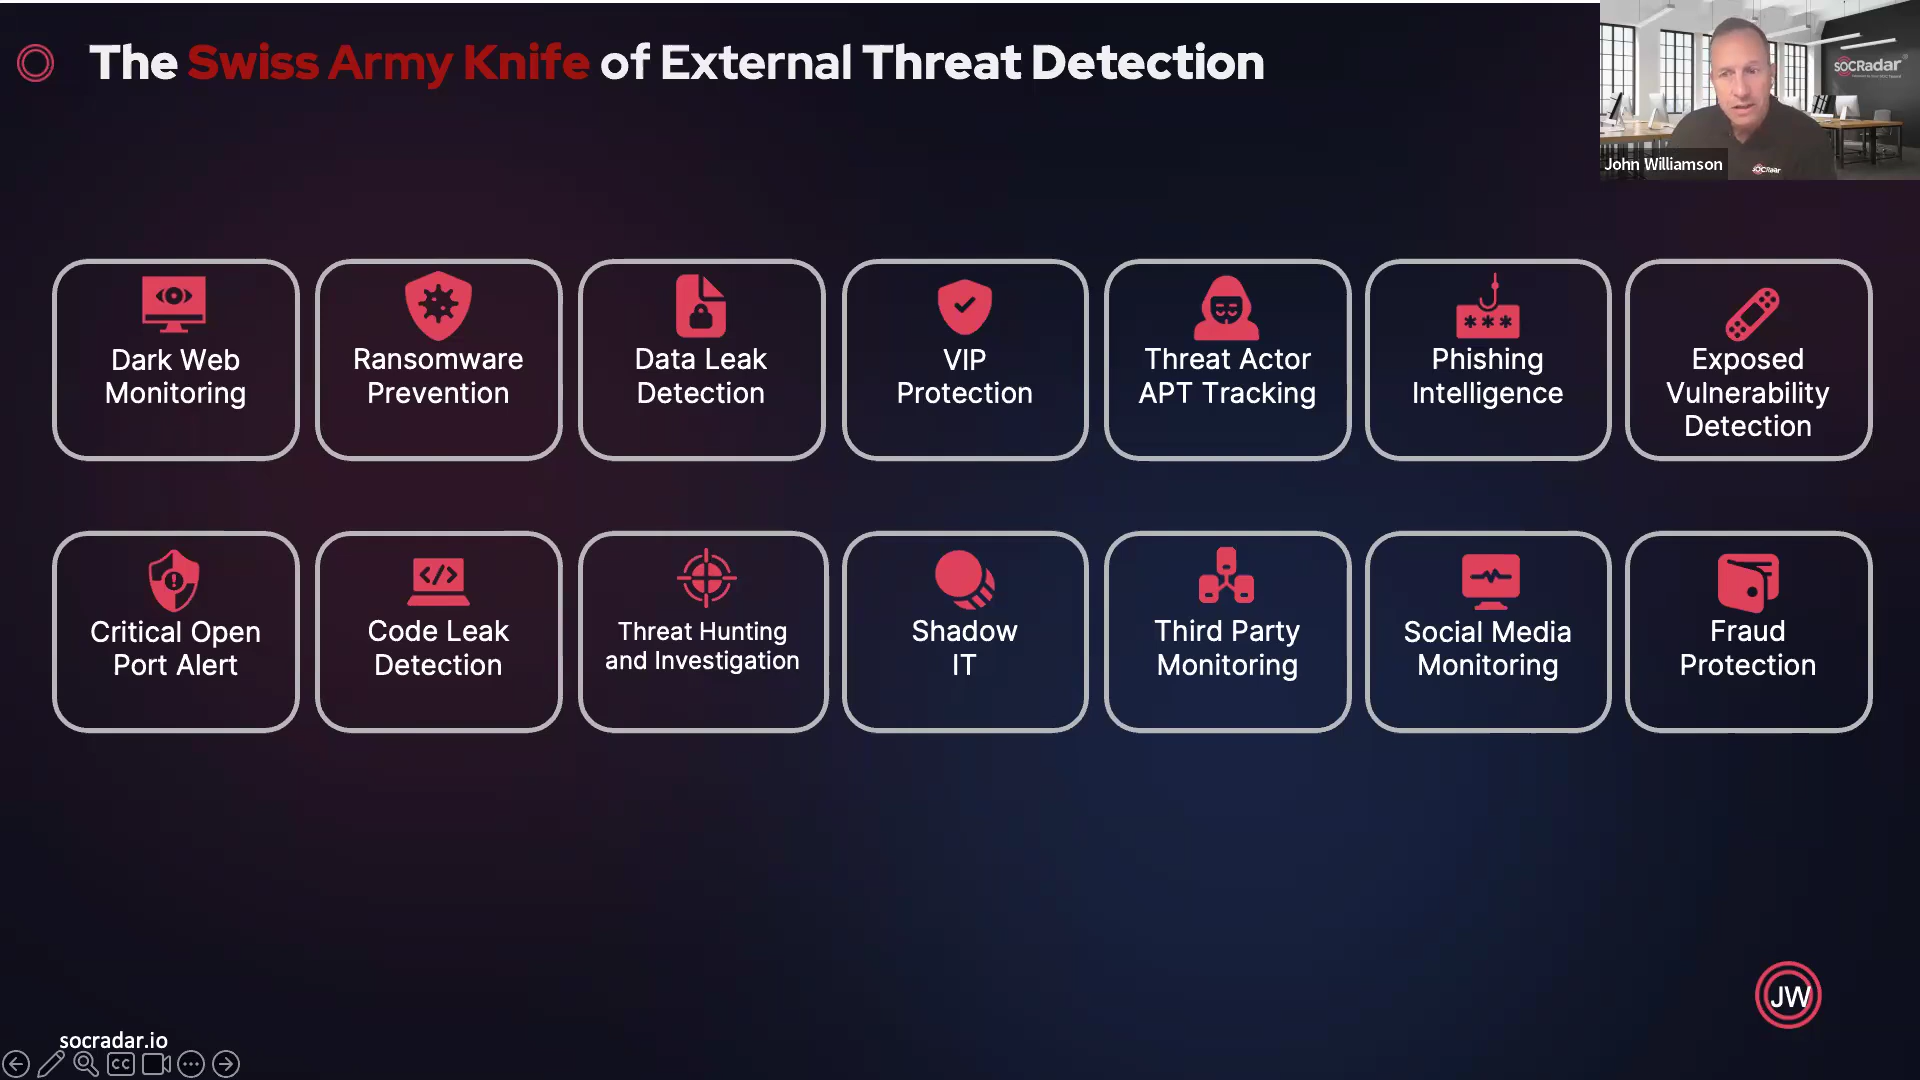 The Swiss Army Knife of External Threat Detection
SOCRadar
John Williamson
SOCRadar
Dark Web
Monitoring
Ransomware
Prevention
Data Leak
Detection
VIP
Protection
Threat Actor
APT Tracking
Phishing
Intelligence
***
Exposed
Vulnerability
Detection
Critical Open
Port Alert
Code Leak
Detection
</>
Threat Hunting
and Investigation
Shadow
IT
Third Party
Monitoring
Social Media
Monitoring
Fraud
Protection
JW
socradar.io
CC